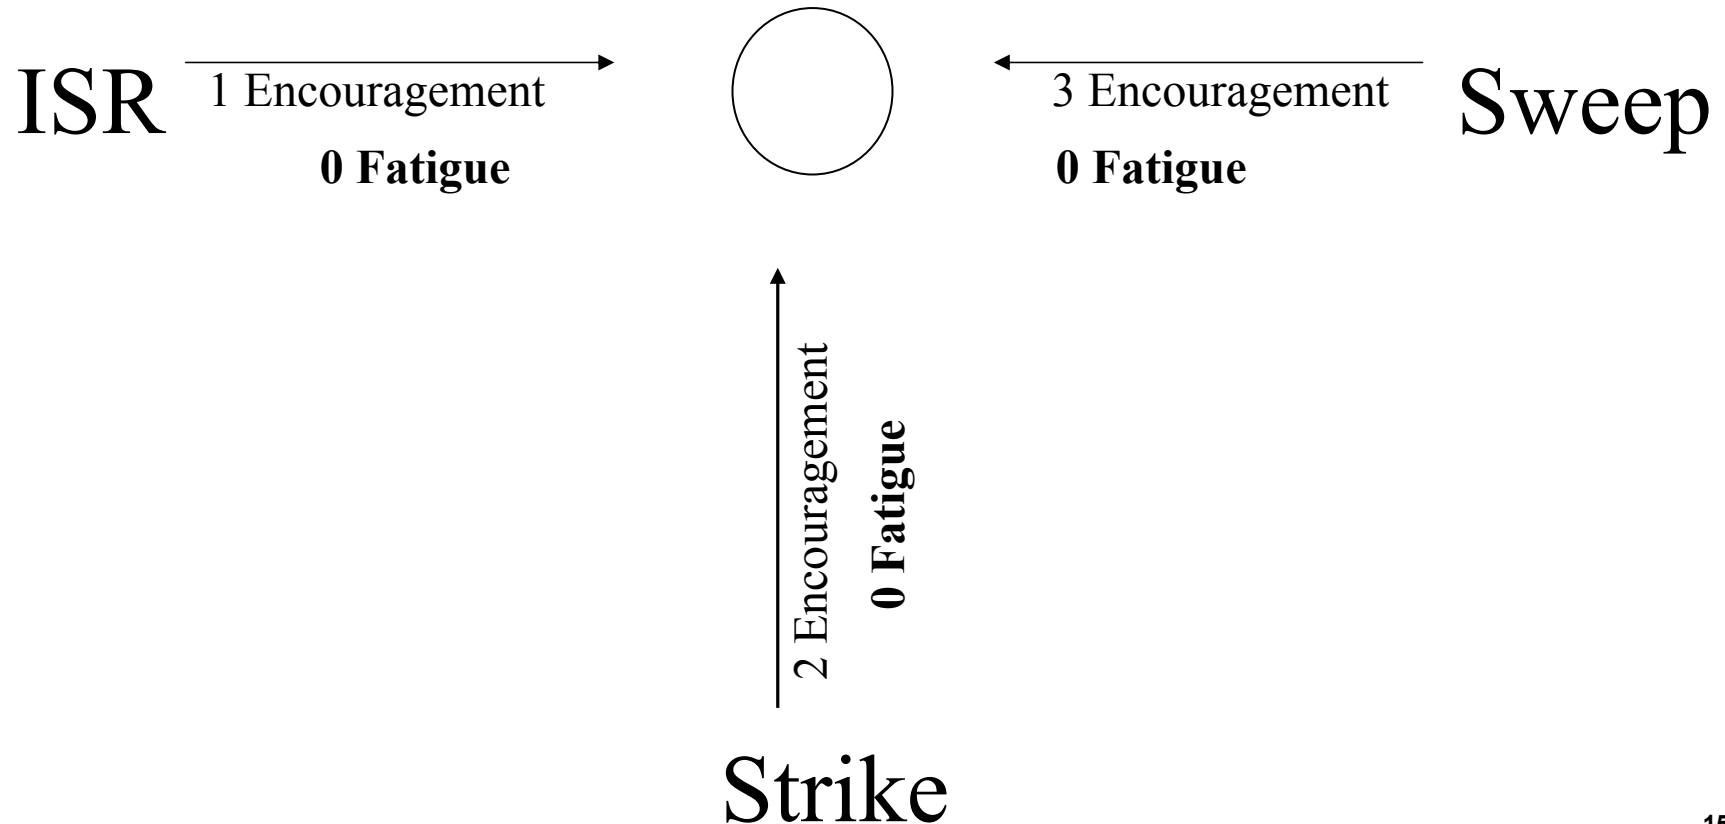 ISR
1 Encouragement
0 Fatigue
3 Encouragement
0 Fatigue
Sweep
2 Encouragement
0 Fatigue
Strike
15